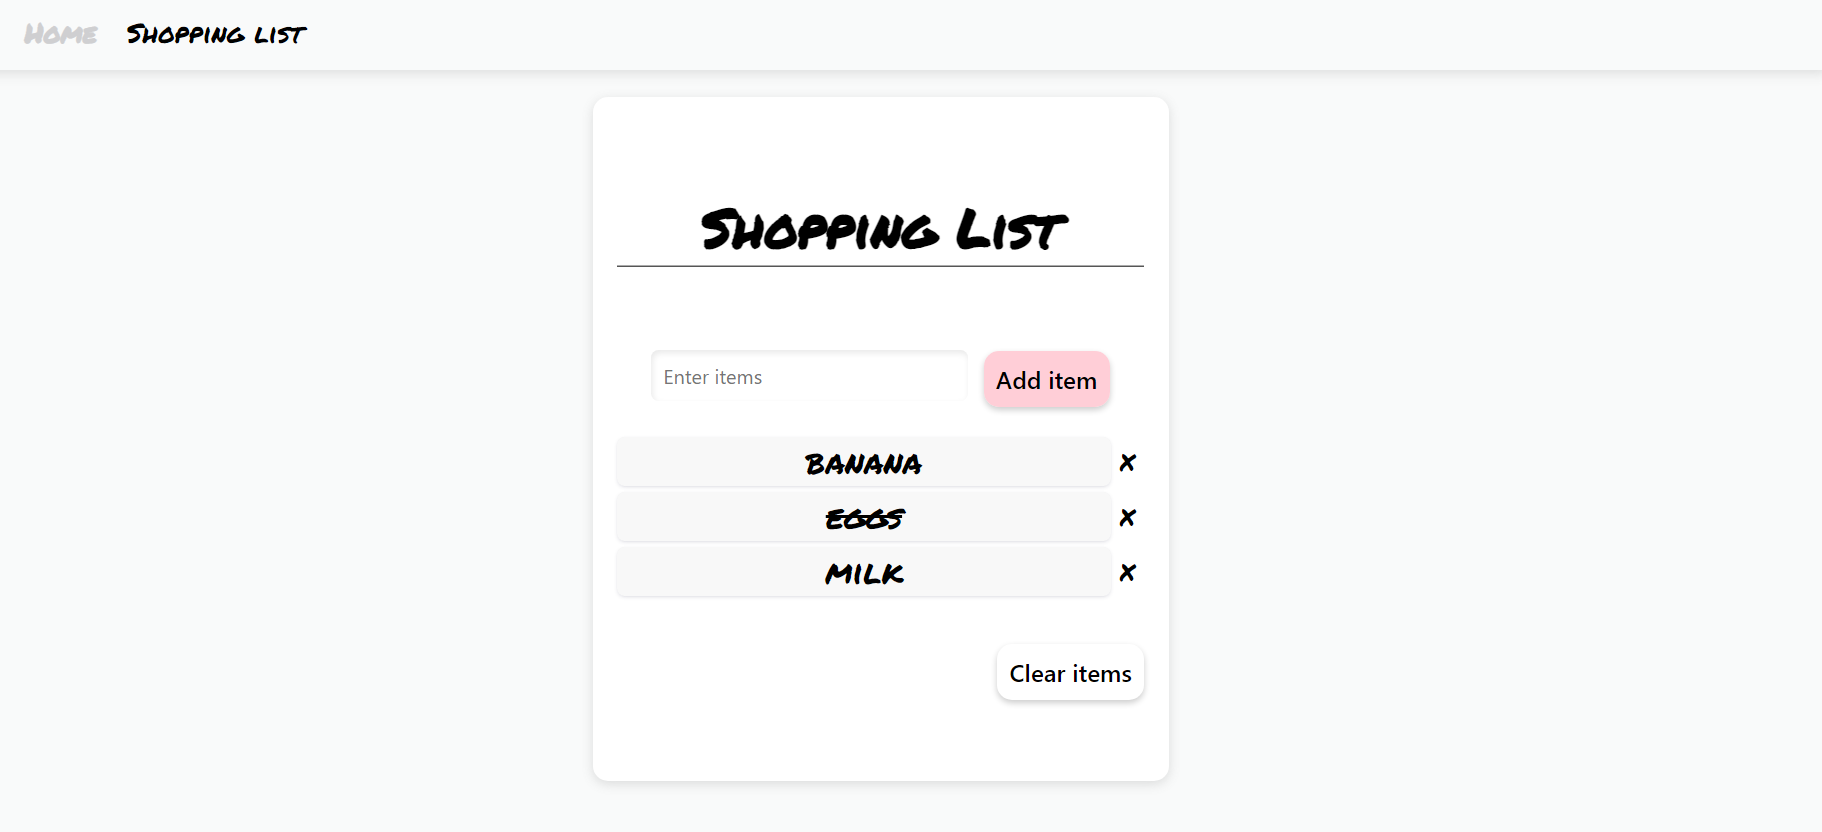 Home Shopping list
Shopping List
Enter items Add item
BANANA x
EGGS x
MILK x
Clear items